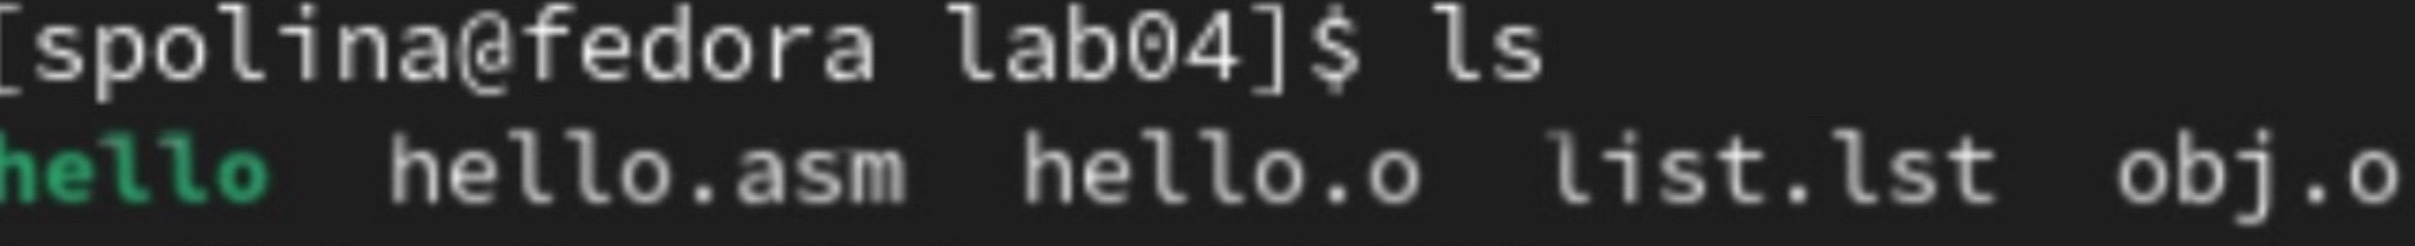 [spolina@fedora lab04]$ ls
hello hello.asm hello.o list.lst obj.o